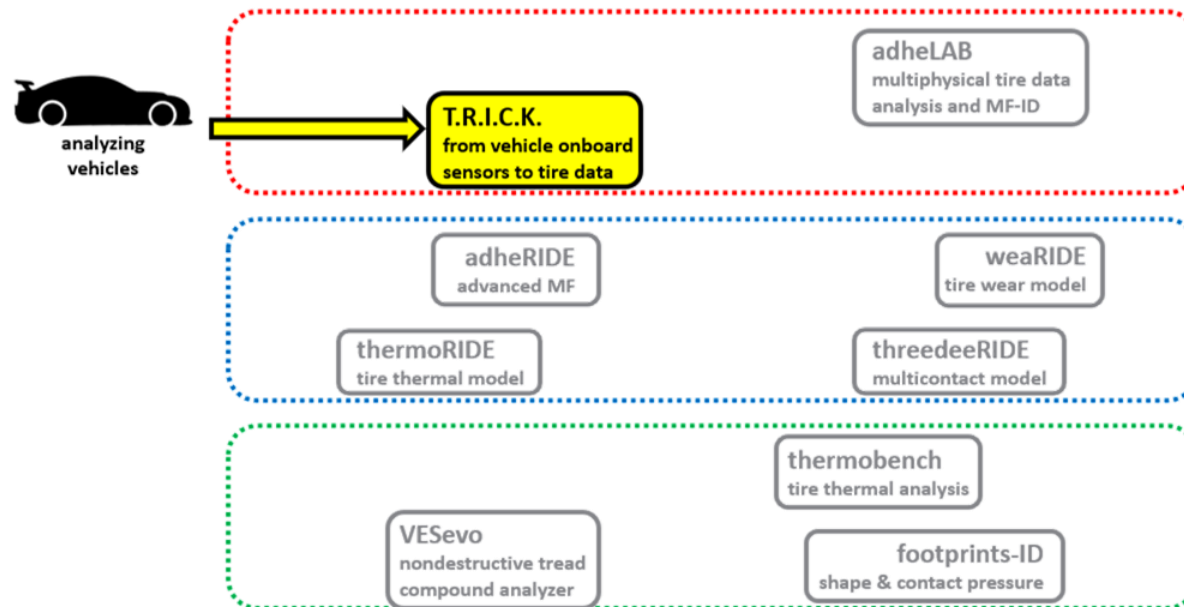 adheLAB
multiphysical tire data
analysis and MF-ID
analyzing
vehicles
T.R.I.C.K.
from vehicle onboard
sensors to tire data
adheRIDE
advanced MF
weaRIDE
tire wear model
thermoRIDE
tire thermal model
threedeeRIDE
multicontact model
thermobench
tire thermal analysis
VESevo
nondestructive tread
compound analyzer
footprints-ID
shape & contact pressure